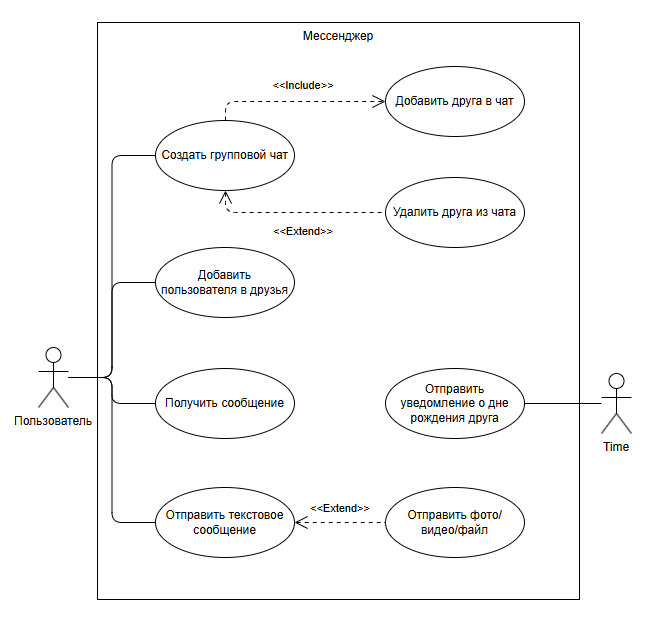 Мессенджер
<<Include>>
Добавить друга в чат
Создать групповой чат
Удалить друга из чата
<<Extend>>
Добавить
пользователя в друзья
Пользователь
Получить сообщение
Отправить
уведомление о дне
рождения друга
Time
Отправить текстовое
сообщение
<<Extend>>
Отправить фото/
видео/файл